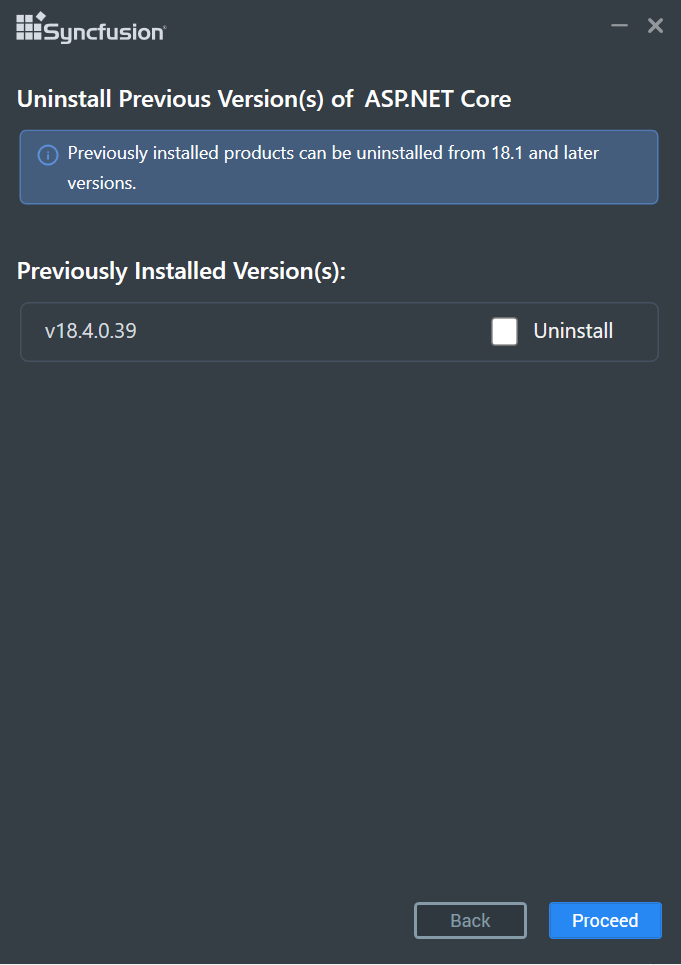 Syncfusion®
Uninstall Previous Version(s) of ASP.NET Core
Previously installed products can be uninstalled from 18.1 and later
versions.
Previously Installed Version(s):
v18.4.0.39 Uninstall
Back Proceed